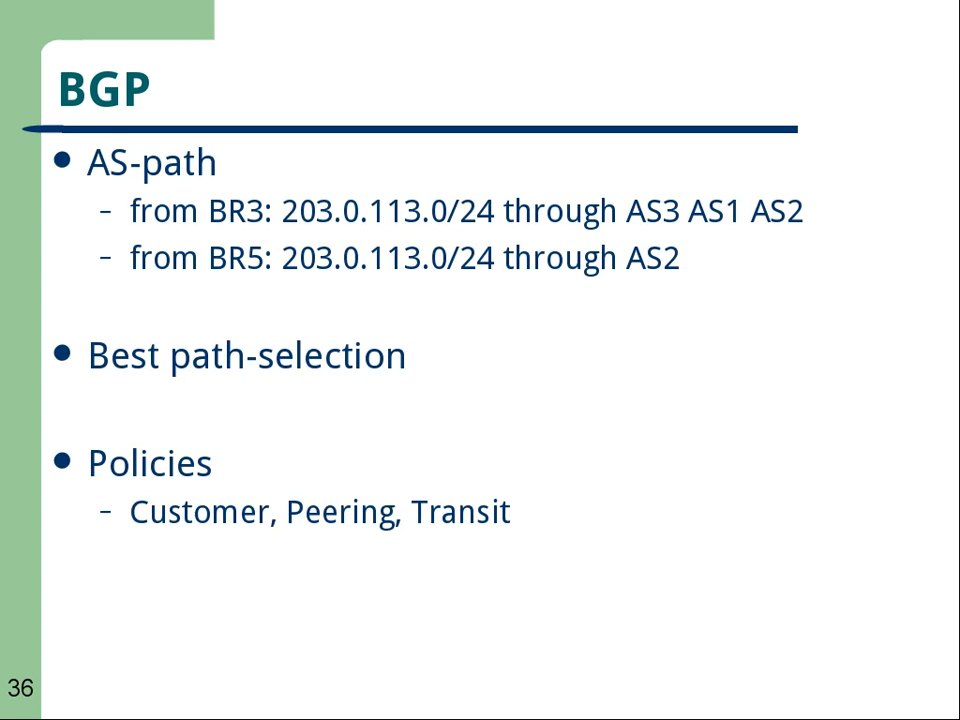 BGP
AS-path
– from BR3: 203.0.113.0/24 through AS3 AS1 AS2
– from BR5: 203.0.113.0/24 through AS2
Best path-selection
Policies
– Customer, Peering, Transit
36